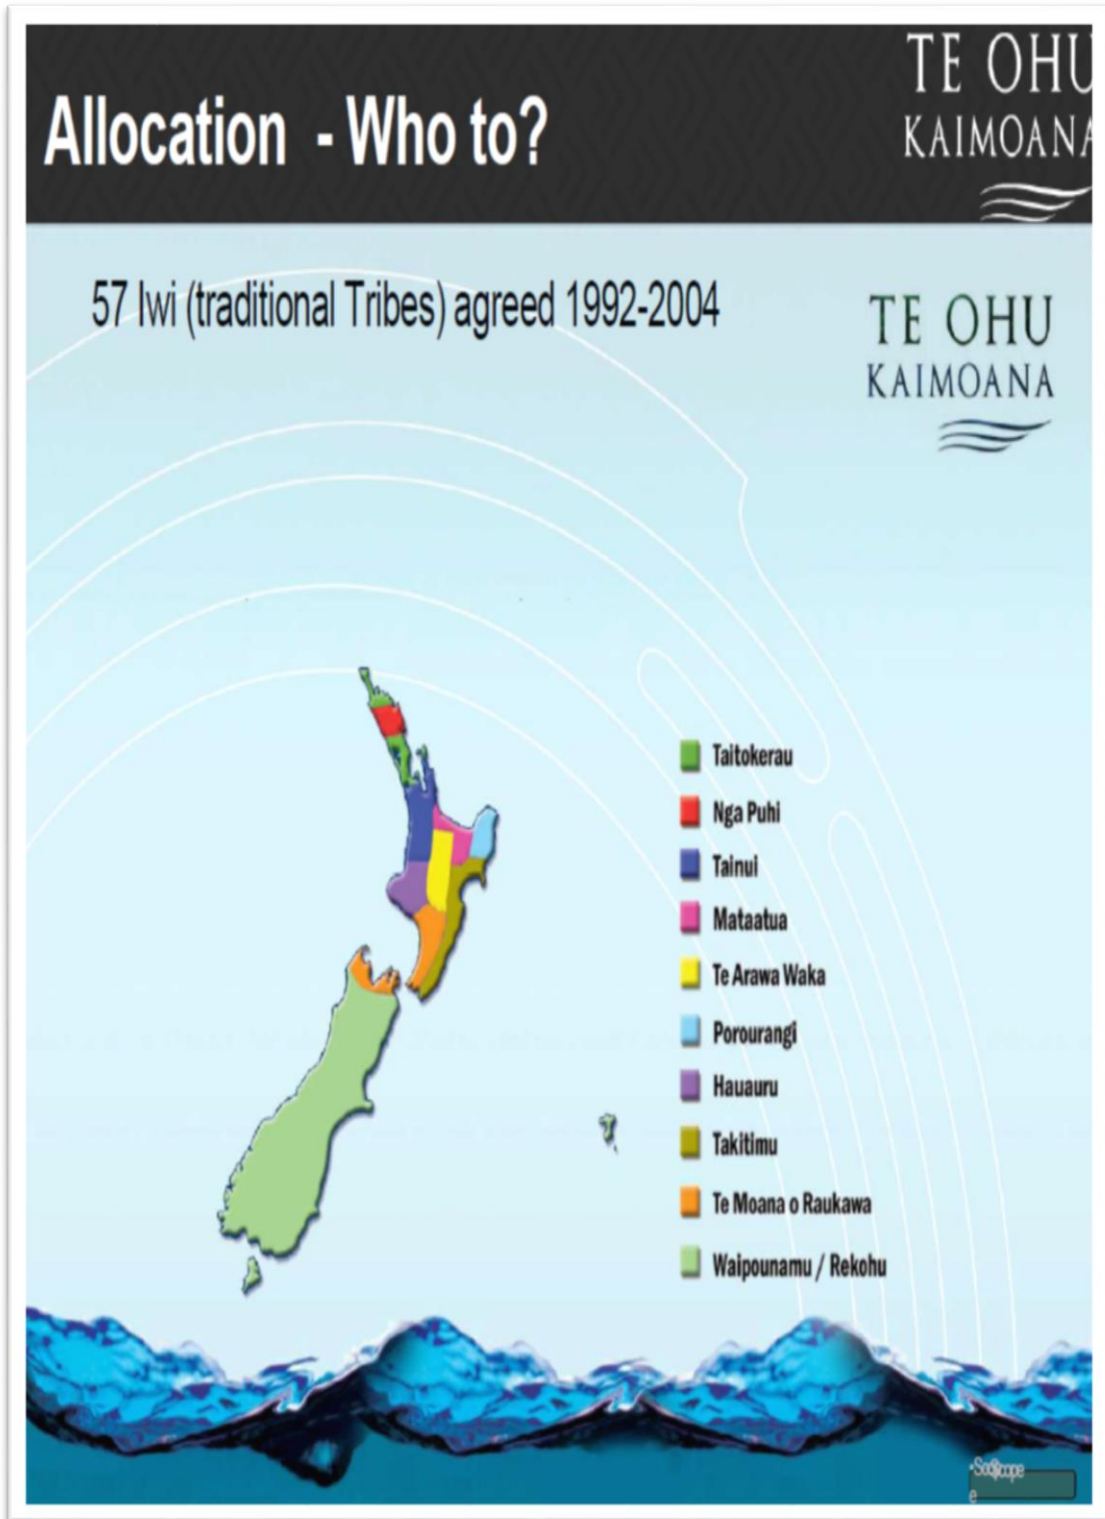 TE OHU
KAIMOANA
Allocation - Who to?
57 Iwi (traditional Tribes) agreed 1992-2004
TE OHU
KAIMOANA
Taitokerau
Nga Puhi
Tainui
Mataatua
Te Arawa Waka
Porourangi
Hauauru
Takitimu
Te Moana o Raukawa
Waipounamu / Rekohu